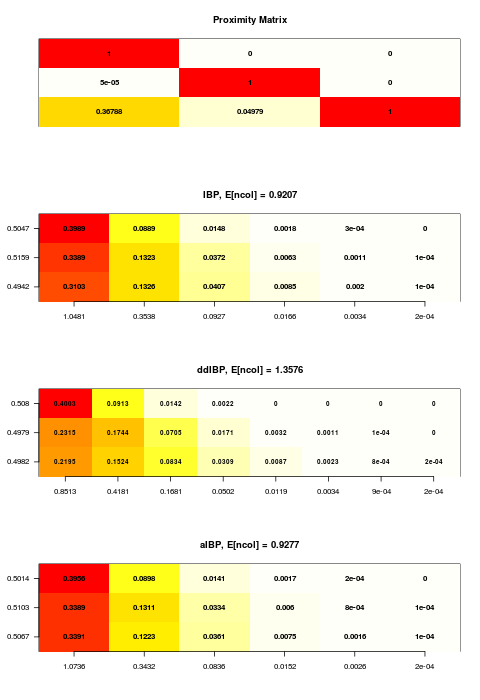 Proximity Matrix
1 0 0
5e-05 1 0
0.36788 0.04979 1
IBP, E[ncol] = 0.9207
0.5047 0.3989 0.0889 0.0148 0.0018 3e-04 0
0.5159 0.3389 0.1323 0.0372 0.0063 0.0011 1e-04
0.4942 0.3103 0.1326 0.0407 0.0085 0.002 1e-04
1.0481 0.3538 0.0927 0.0166 0.0034 2e-04
ddIBP, E[ncol] = 1.3576
0.508 0.4003 0.0913 0.0142 0.0022 0 0 0 0
0.4979 0.2315 0.1744 0.0705 0.0171 0.0032 0.0011 1e-04 0
0.4982 0.2195 0.1524 0.0834 0.0309 0.0087 0.0023 8e-04 2e-04
0.8513 0.4181 0.1681 0.0502 0.0119 0.0034 9e-04 2e-04
aIBP, E[ncol] = 0.9277
0.5014 0.3956 0.0898 0.0141 0.0017 2e-04 0
0.5103 0.3389 0.1311 0.0334 0.006 8e-04 1e-04
0.5067 0.3391 0.1223 0.0361 0.0075 0.0016 1e-04
1.0736 0.3432 0.0836 0.0152 0.0026 2e-04